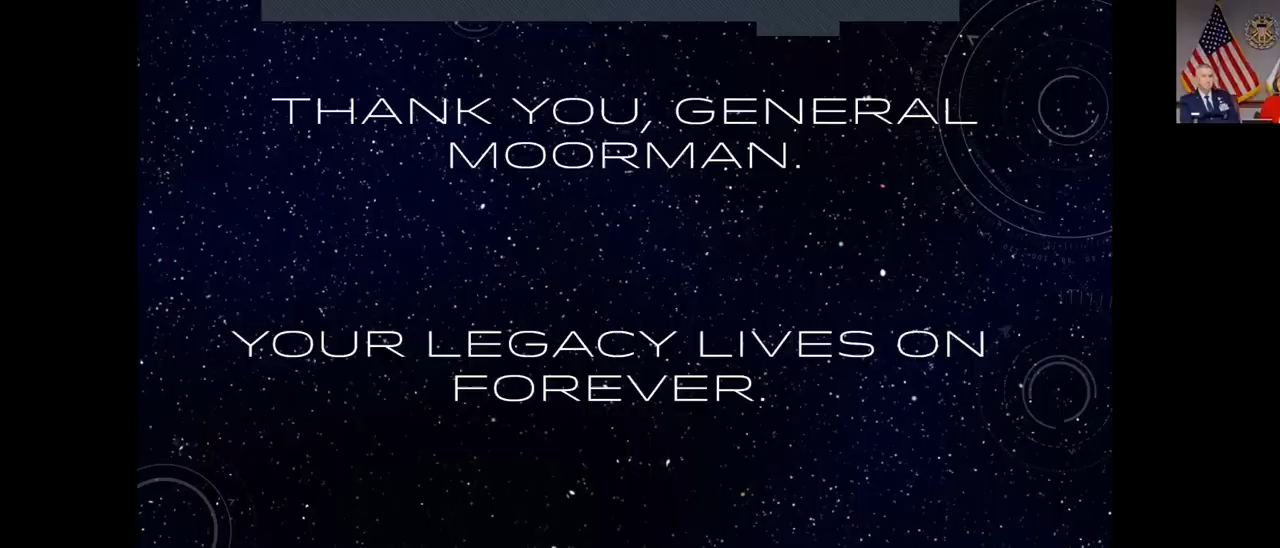 THANK YOU, GENERAL
MOORMAN.
YOUR LEGACY LIVES ON
FOREVER.